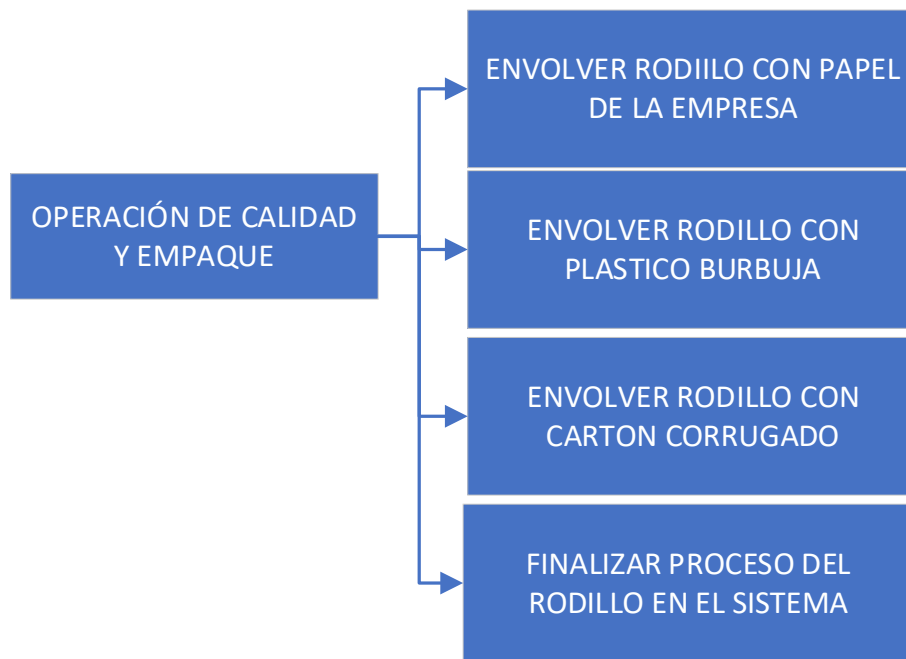 OPERACIÓN DE CALIDAD
Y EMPAQUE
ENVOLVER RODIILO CON PAPEL
DE LA EMPRESA
ENVOLVER RODILLO CON
PLASTICO BURBUJA
ENVOLVER RODILLO CON
CARTON CORRUGADO
FINALIZAR PROCESO DEL
RODILLO EN EL SISTEMA